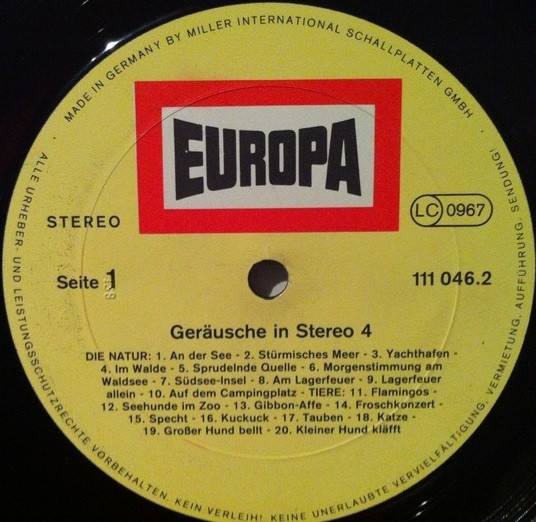 MADE IN GERMANY BY MILLER INTERNATIONAL SCHALLPLATTEN GMBH ·
EUROPA
STEREO
LC 0967
Seite 1
111 046.2
Geräusche in Stereo 4
DIE NATUR: 1. An der See - 2. Stürmisches Meer - 3. Yachthafen -
4. Im Walde - 5. Sprudelnde Quelle - 6. Morgenstimmung am
Waldsee - 7. Südsee-Insel - 8. Am Lagerfeuer - 9. Lagerfeuer
allein - 10. Auf dem Campingplatz - TIERE: 11. Flamingos -
12. Seehunde im Zoo - 13. Gibbon-Affe - 14. Froschkonzert -
15. Specht - 16. Kuckuck - 17. Tauben - 18. Katze -
19. Großer Hund bellt - 20. Kleiner Hund kläfft
ALLE URHEBER- UND LEISTUNGSSCHUTZRECHTE VORBEHALTEN. KEIN VERLEIH! KEINE UNERLAUBTE VERVIELFÄLTIGUNG, VERMIETUNG, AUFFÜHRUNG, SENDUNG!